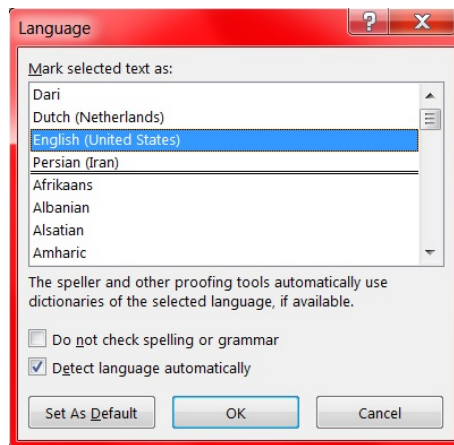 Language
Mark selected text as:
Dari
Dutch (Netherlands)
English (United States)
Persian (Iran)
Afrikaans
Albanian
Alsatian
Amharic
The speller and other proofing tools automatically use
dictionaries of the selected language, if available.
Do not check spelling or grammar
Detect language automatically
Set As Default OK Cancel